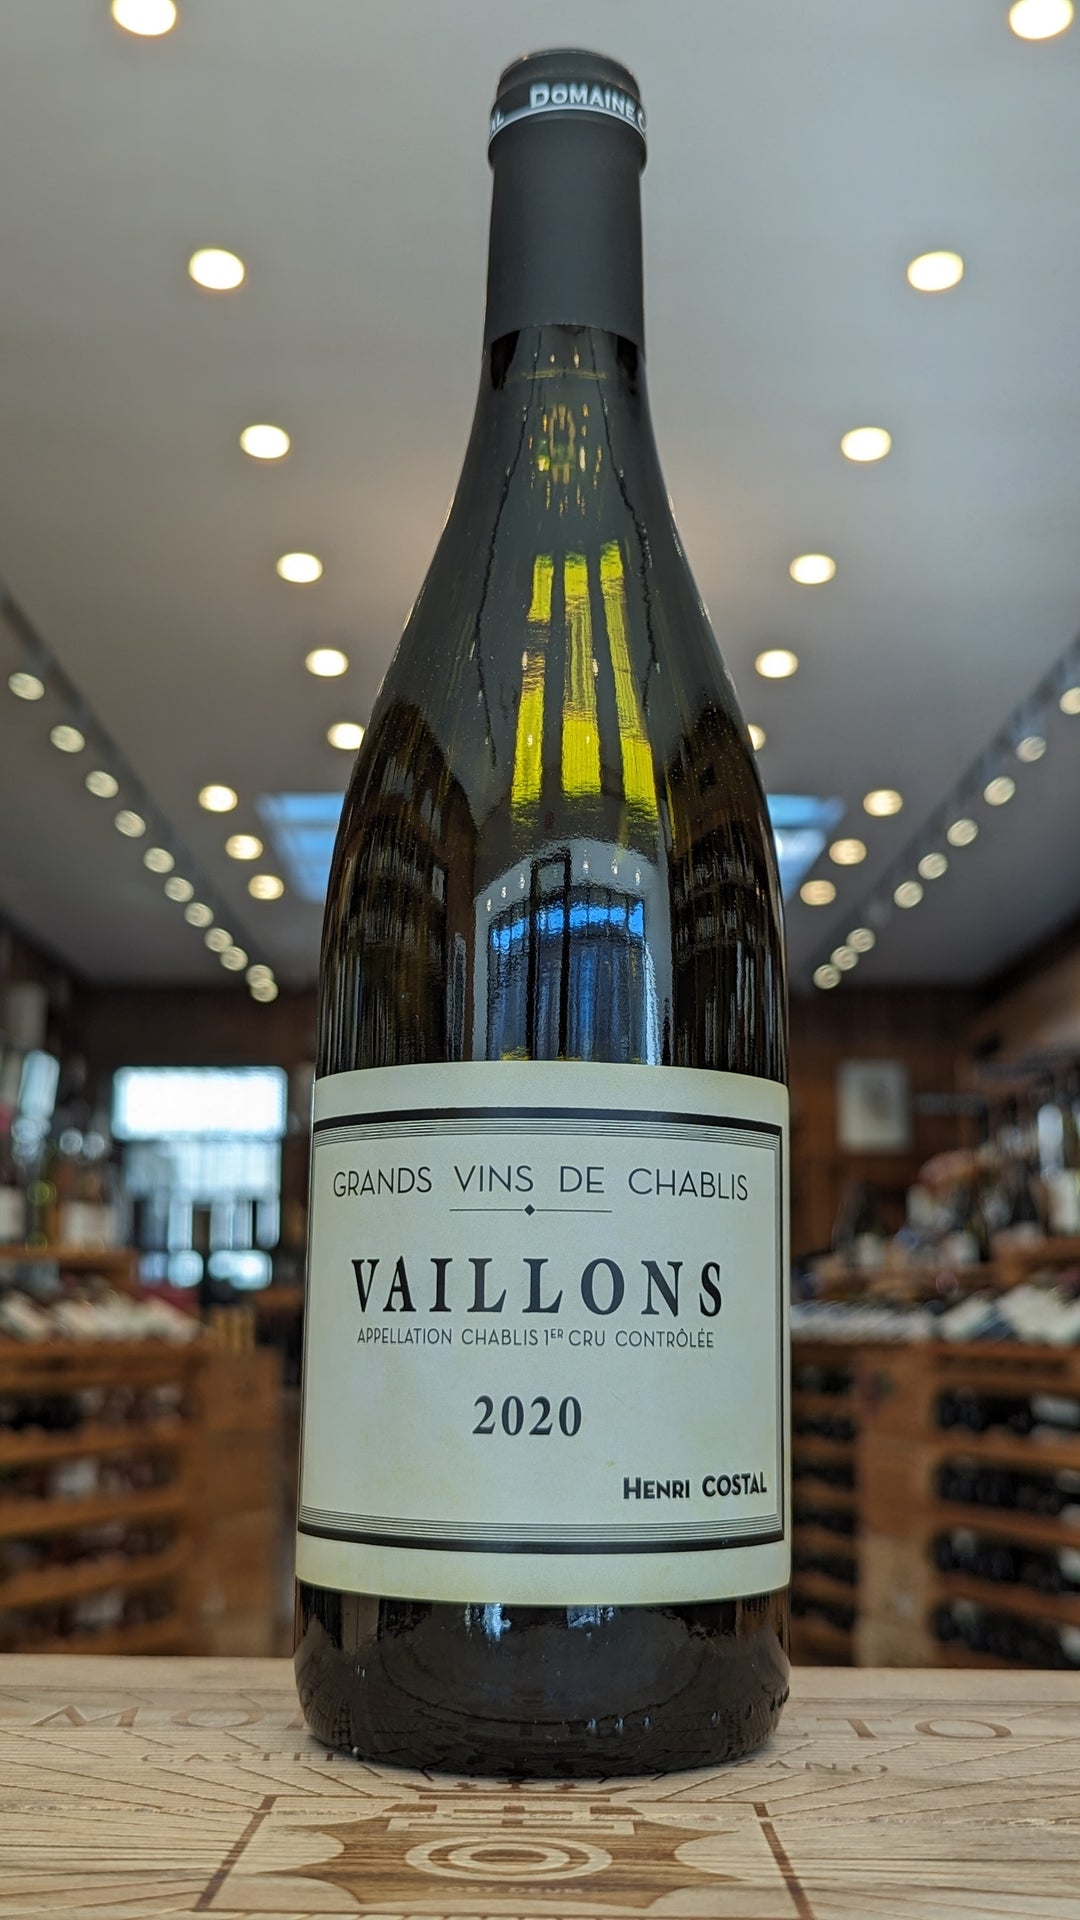 DOMAINE C
GRANDS VINS DE CHABLIS
VAILLONS
APPELLATION CHABLIS 1ER CRU CONTRÔLÉE
2020
HENRI COSTAL